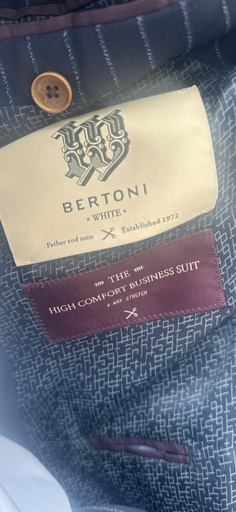 BERTONI
• WHITE •
Father and sons Established 1972
THE
HIGH COMFORT BUSINESS SUIT
4 WAY STRETCH